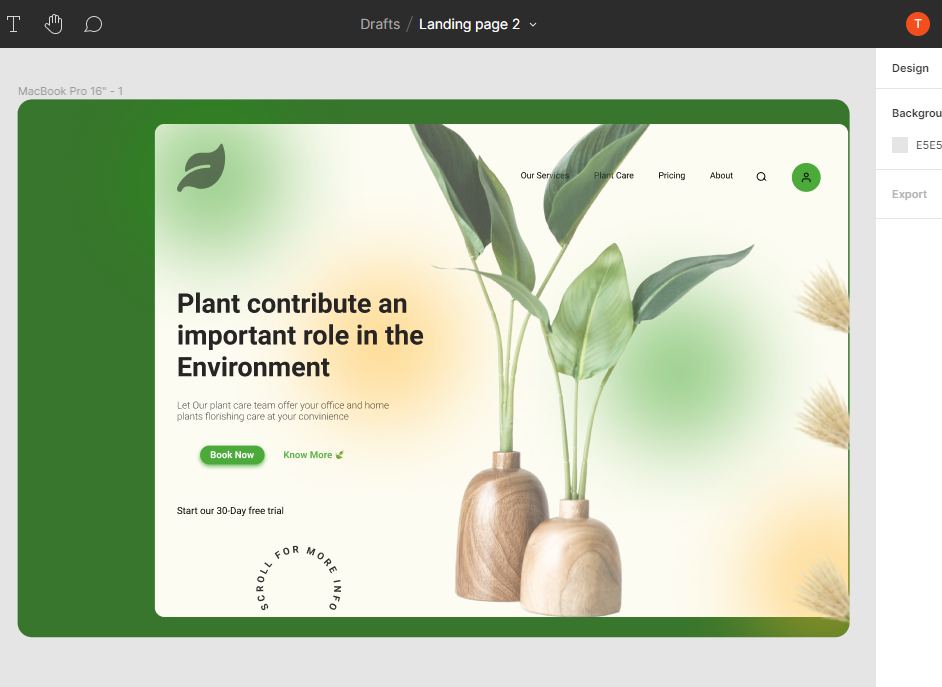 T
Drafts / Landing page 2
T
Design
MacBook Pro 16" - 1
Backgrou
E5E5
Export
Our Services Plant Care Pricing About
Plant contribute an
important role in the
Environment
Let Our plant care team offer your office and home
plants florishing care at your convinience
Book Now Know More
Start our 30-Day free trial
SCROLL FOR MORE INFO